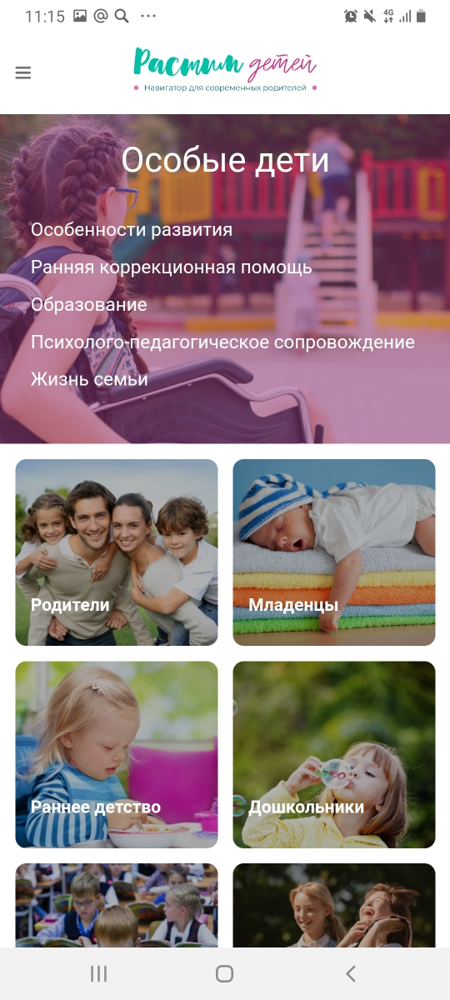 11:15
4G
Растим детей
Навигатор для современных родителей
Особые дети
Особенности развития
Ранняя коррекционная помощь
Образование
Психолого-педагогическое сопровождение
Жизнь семьи
Родители
Младенцы
Раннее детство
Дошкольники